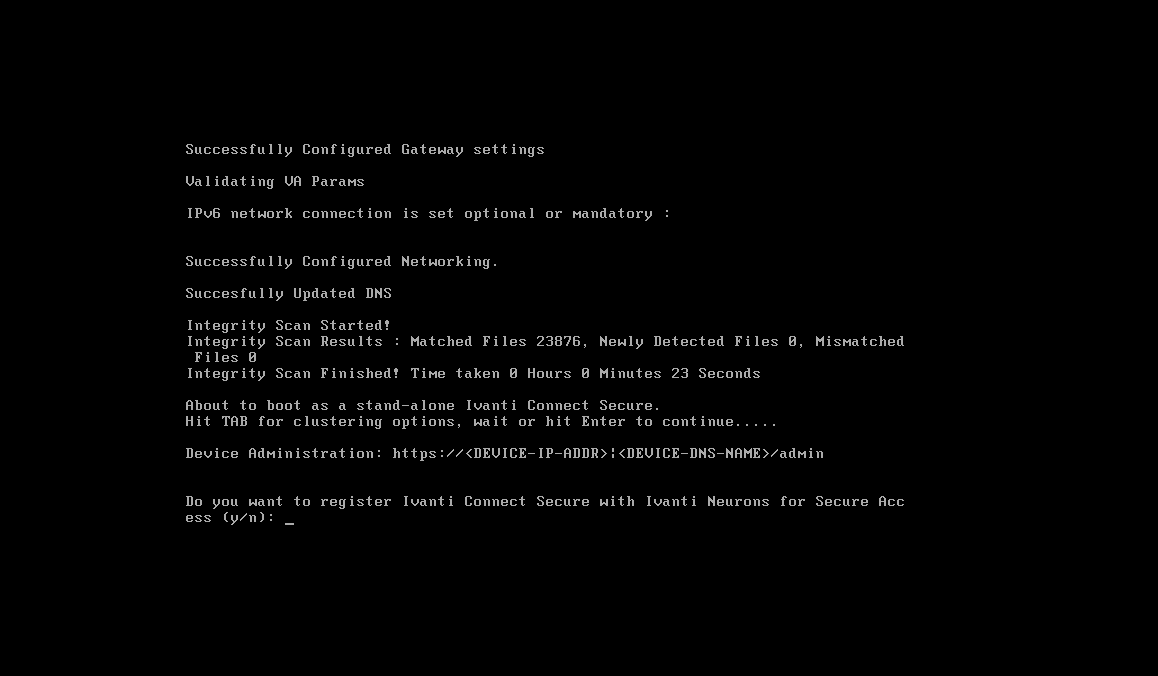 Successfully Configured Gateway settings
Validating VA Params
IPv6 network connection is set optional or mandatory :
Successfully Configured Networking.
Succesfully Updated DNS
Integrity Scan Started!
Integrity Scan Results : Matched Files 23876, Newly Detected Files 0, Mismatched
Files 0
Integrity Scan Finished! Time taken 0 Hours 0 Minutes 23 Seconds
About to boot as a stand-alone Ivanti Connect Secure.
Hit TAB for clustering options, wait or hit Enter to continue.....
Device Administration: https://<DEVICE-IP-ADDR>|<DEVICE-DNS-NAME>/admin
Do you want to register Ivanti Connect Secure with Ivanti Neurons for Secure Acc
ess (y/n): _